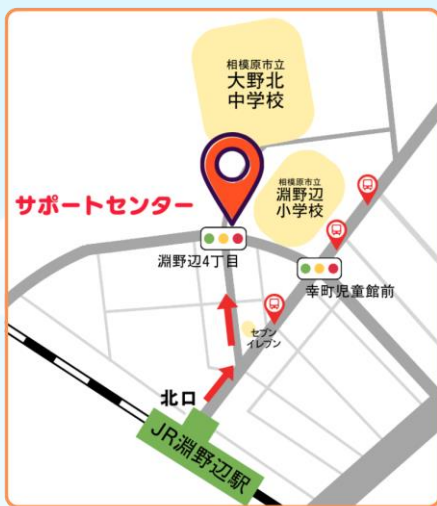 相模原市立
大野北
中学校
サポートセンター
相模原市立
淵野辺
小学校
淵野辺4丁目
幸町児童館前
セブン
イレブン
北口
JR淵野辺駅